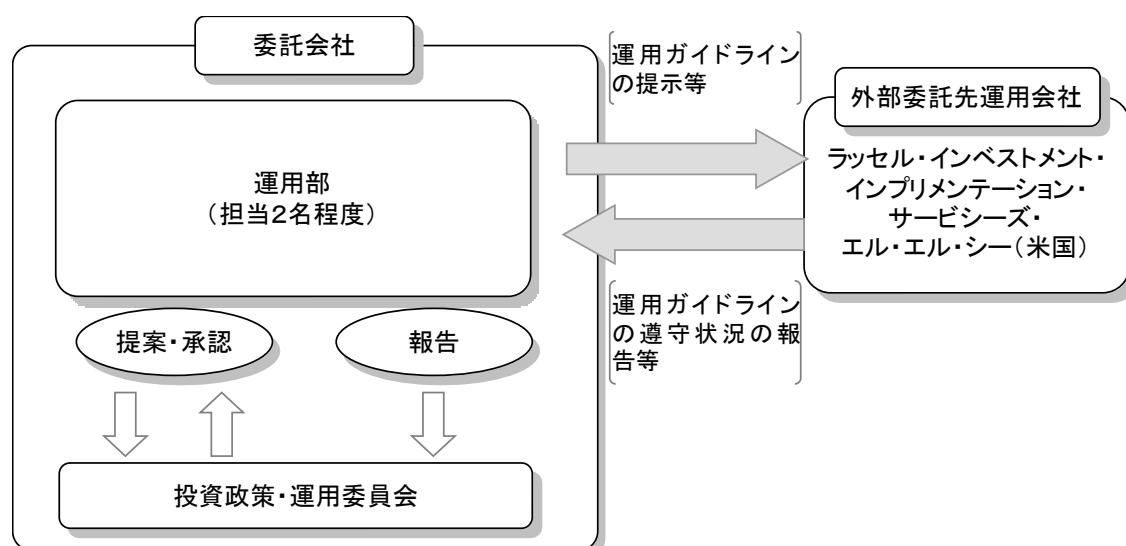 委託会社
運用部
（担当2名程度）
提案・承認
報告
投資政策・運用委員会
運用ガイドライン
の提示等
運用ガイドライン
の遵守状況の報
告等
外部委託先運用会社
ラッセル・インベストメント・
インプリメンテーション・
サービシーズ・
エル・エル・シー（米国）